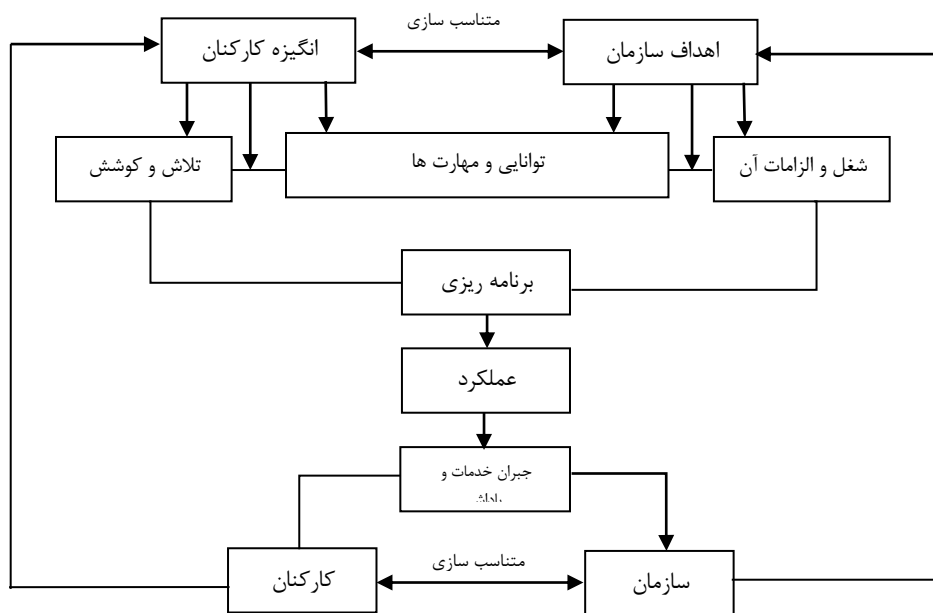 متناسب سازی
اهداف سازمان
انگیزه کارکنان
شغل و الزامات آن
توانایی و مهارت ها
تلاش و کوشش
برنامه ریزی
عملکرد
جبران خدمات و
متناسب سازی
سازمان
کارکنان